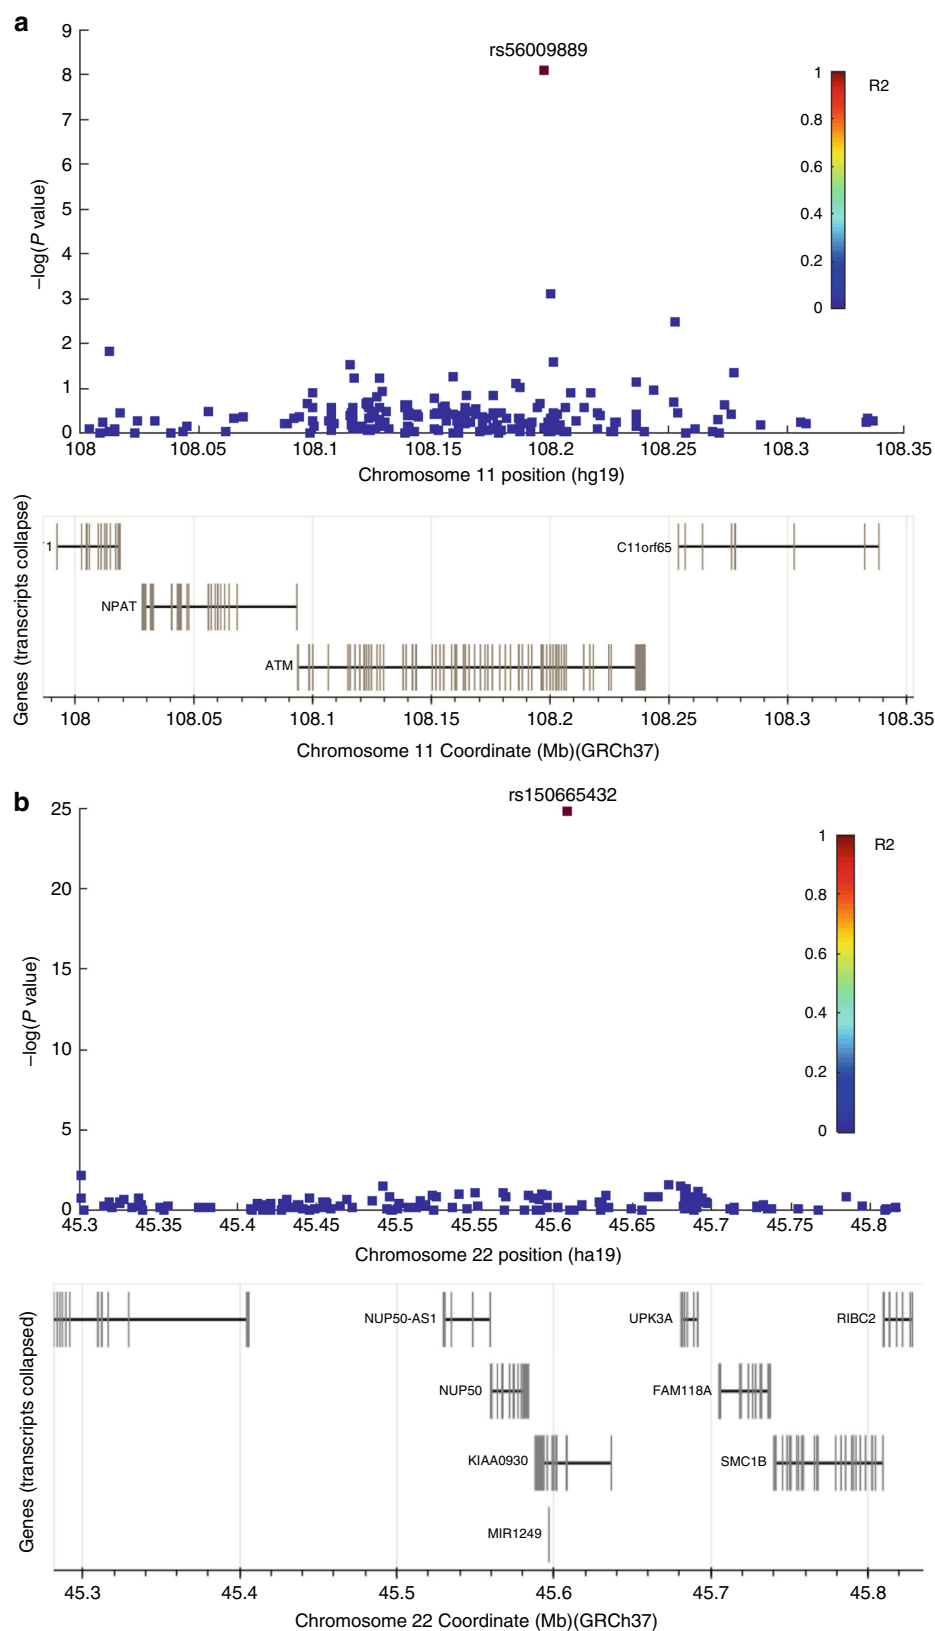 a
rs56009889
9
8
7
6
5
4
3
2
1
0
–log(P value)
1
0.8
0.6
0.4
0.2
0
R2
108
108.05
108.1
108.15
108.2
108.25
108.3
108.35
Chromosome 11 position (hg19)
Genes (transcripts collapse)
1
C11orf65
NPAT
ATM
108
108.05
108.1
108.15
108.2
108.25
108.3
108.35
Chromosome 11 Coordinate (Mb)(GRCh37)
b
rs150665432
25
20
15
10
5
0
–log(P value)
1
0.8
0.6
0.4
0.2
0
R2
45.3
45.35
45.4
45.45
45.5
45.55
45.6
45.65
45.7
45.75
45.8
Chromosome 22 position (ha19)
Genes (transcripts collapsed)
NUP50-AS1
UPK3A
RIBC2
NUP50
FAM118A
KIAA0930
SMC1B
MIR1249
45.3
45.4
45.5
45.6
45.7
45.8
Chromosome 22 Coordinate (Mb)(GRCh37)